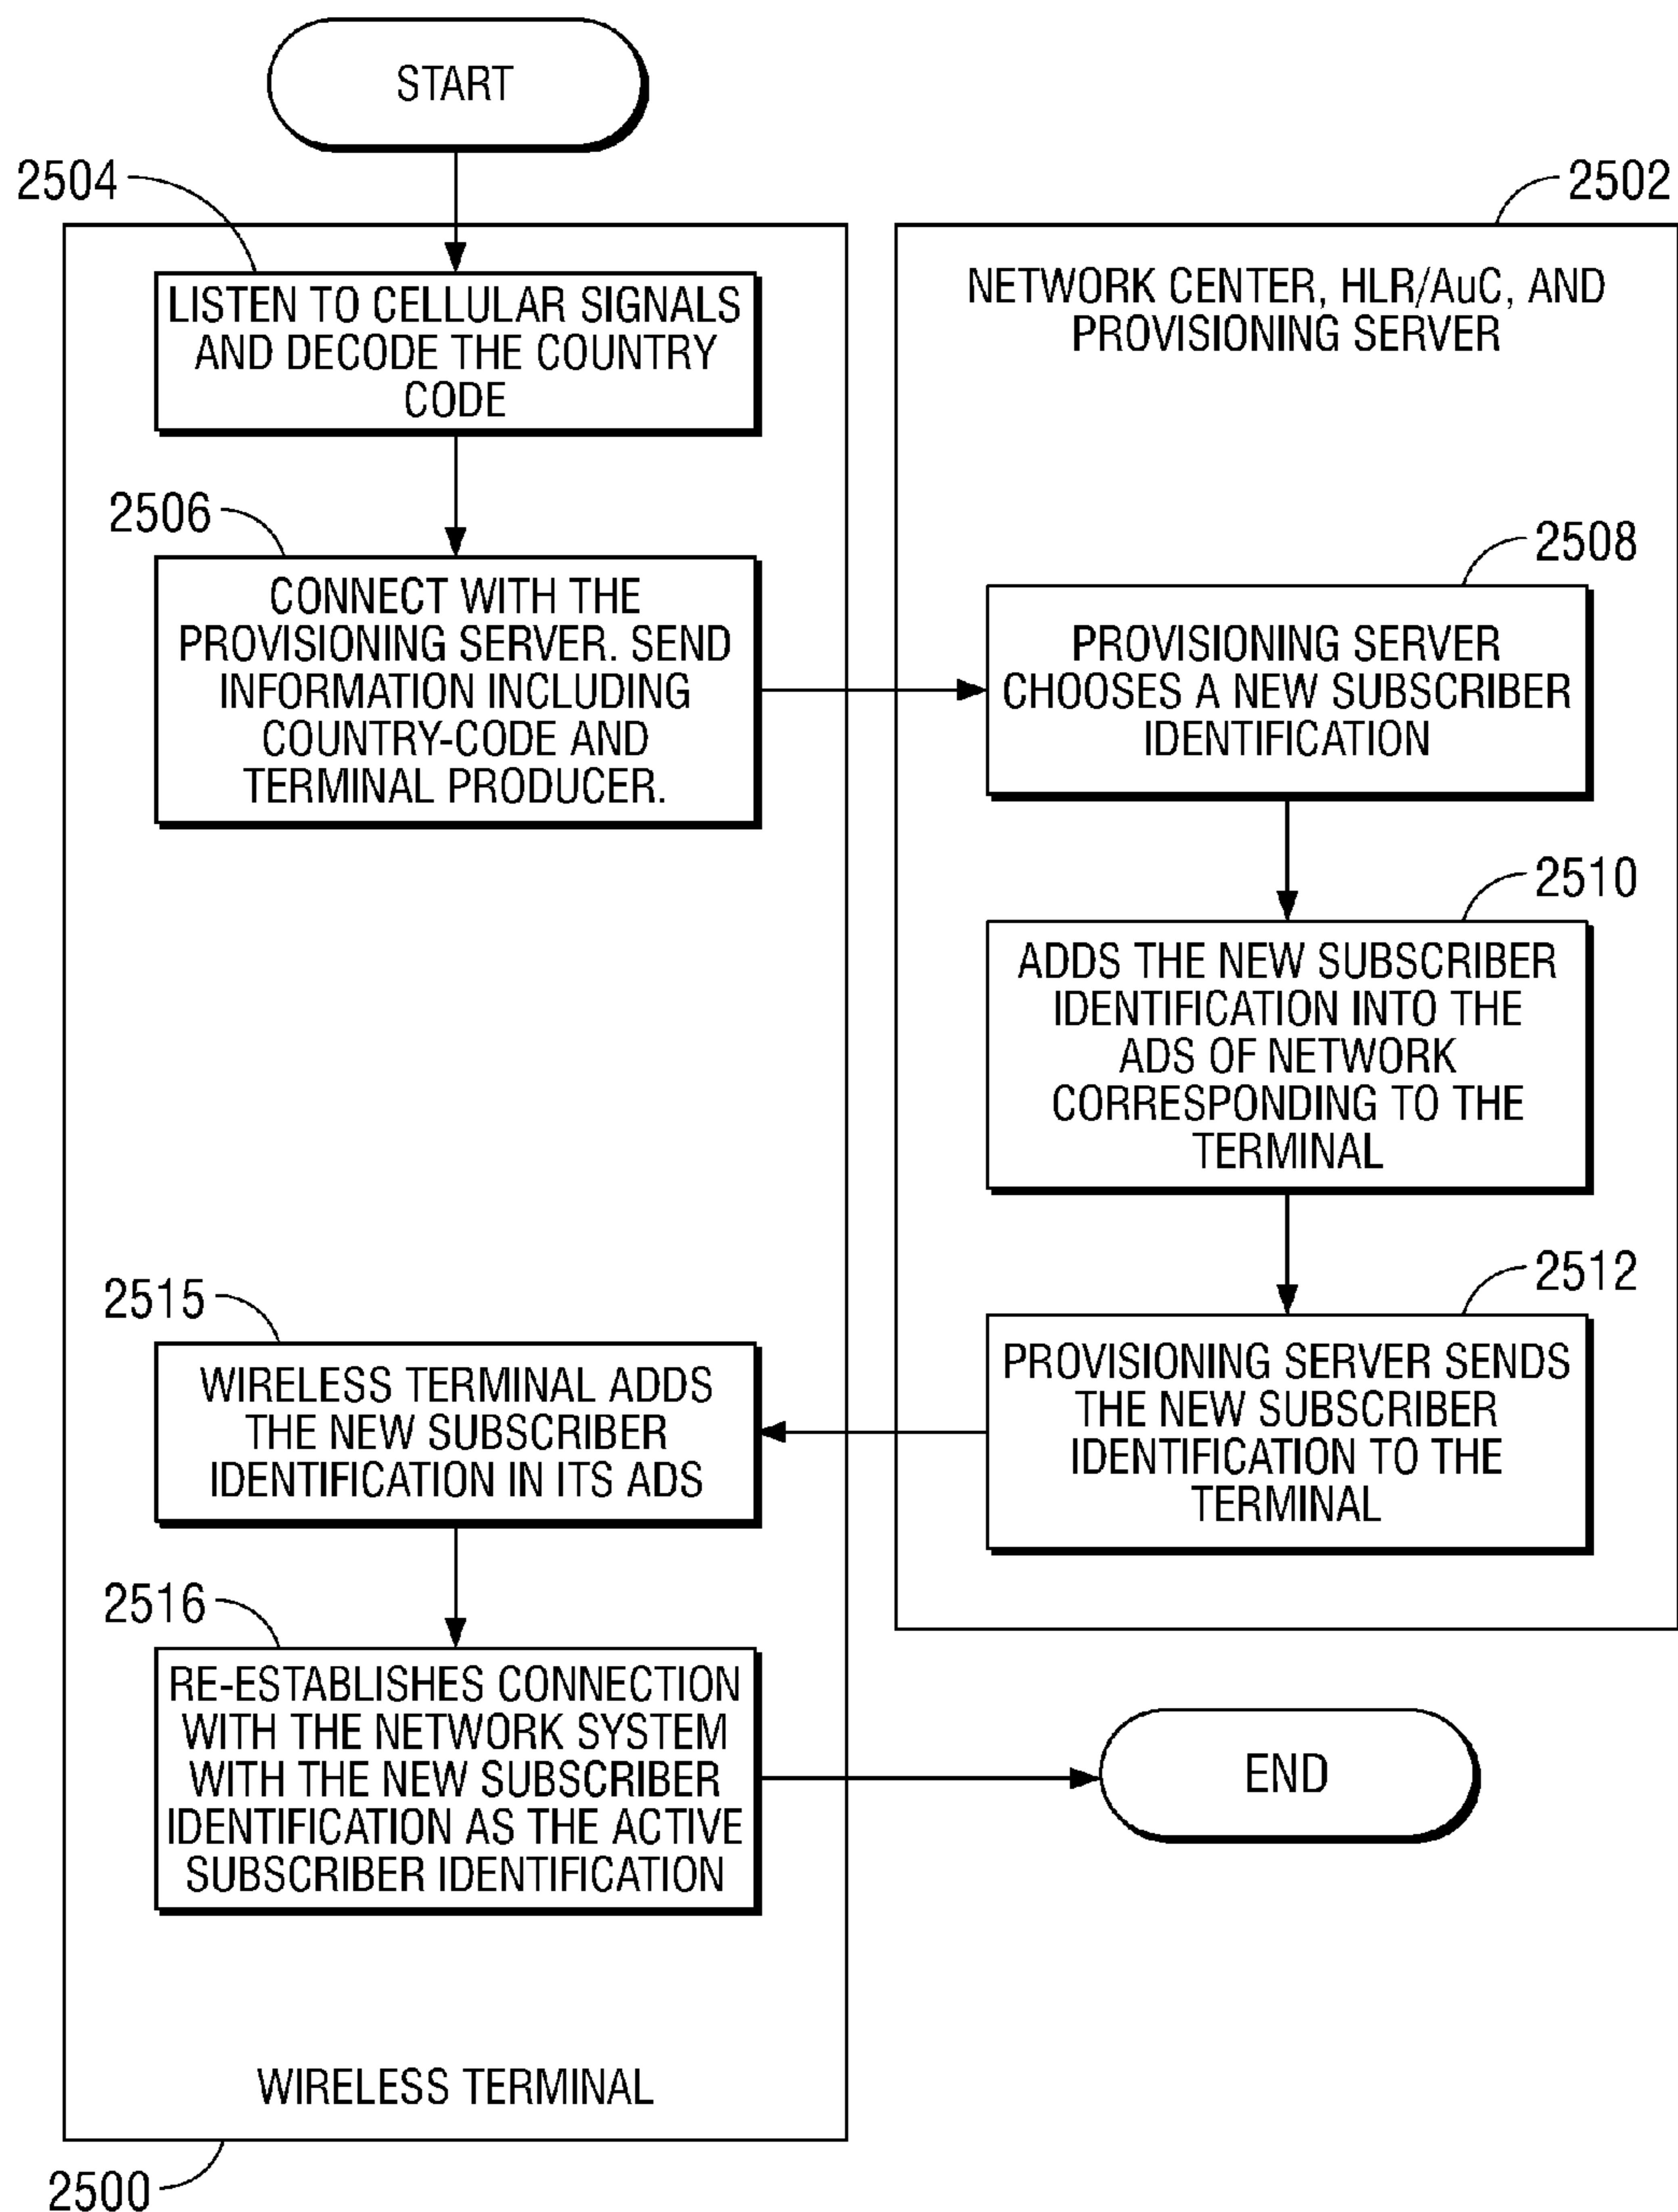 START
2504
2502
LISTEN TO CELLULAR SIGNALS
AND DECODE THE COUNTRY
CODE
NETWORK CENTER, HLR/AuC, AND
PROVISIONING SERVER
2506
CONNECT WITH THE
PROVISIONING SERVER. SEND
INFORMATION INCLUDING
COUNTRY-CODE AND
TERMINAL PRODUCER.
2508
PROVISIONING SERVER
CHOOSES A NEW SUBSCRIBER
IDENTIFICATION
2510
ADDS THE NEW SUBSCRIBER
IDENTIFICATION INTO THE
ADS OF NETWORK
CORRESPONDING TO THE
TERMINAL
2512
PROVISIONING SERVER SENDS
THE NEW SUBSCRIBER
IDENTIFICATION TO THE
TERMINAL
2515
WIRELESS TERMINAL ADDS
THE NEW SUBSCRIBER
IDENTIFICATION IN ITS ADS
2516
RE-ESTABLISHES CONNECTION
WITH THE NETWORK SYSTEM
WITH THE NEW SUBSCRIBER
IDENTIFICATION AS THE ACTIVE
SUBSCRIBER IDENTIFICATION
END
WIRELESS TERMINAL
2500